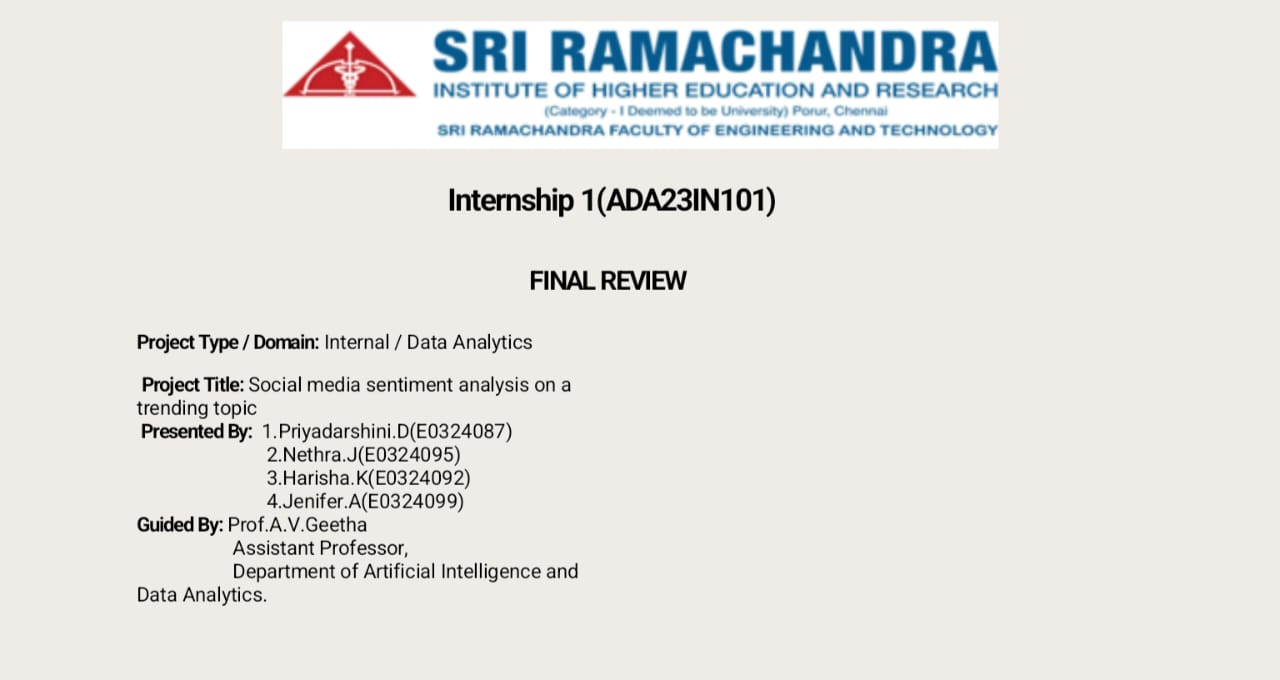 SRI RAMACHANDRA
INSTITUTE OF HIGHER EDUCATION AND RESEARCH
(Category - I Deemed to be University) Porur, Chennai
SRI RAMACHANDRA FACULTY OF ENGINEERING AND TECHNOLOGY
Internship 1(ADA23IN101)
FINAL REVIEW
Project Type / Domain: Internal / Data Analytics
Project Title: Social media sentiment analysis on a
trending topic
Presented By: 1.Priyadarshini.D(E0324087)
2.Nethra.J(E0324095)
3.Harisha.K(E0324092)
4.Jenifer.A(E0324099)
Guided By: Prof.A.V.Geetha
Assistant Professor,
Department of Artificial Intelligence and
Data Analytics.